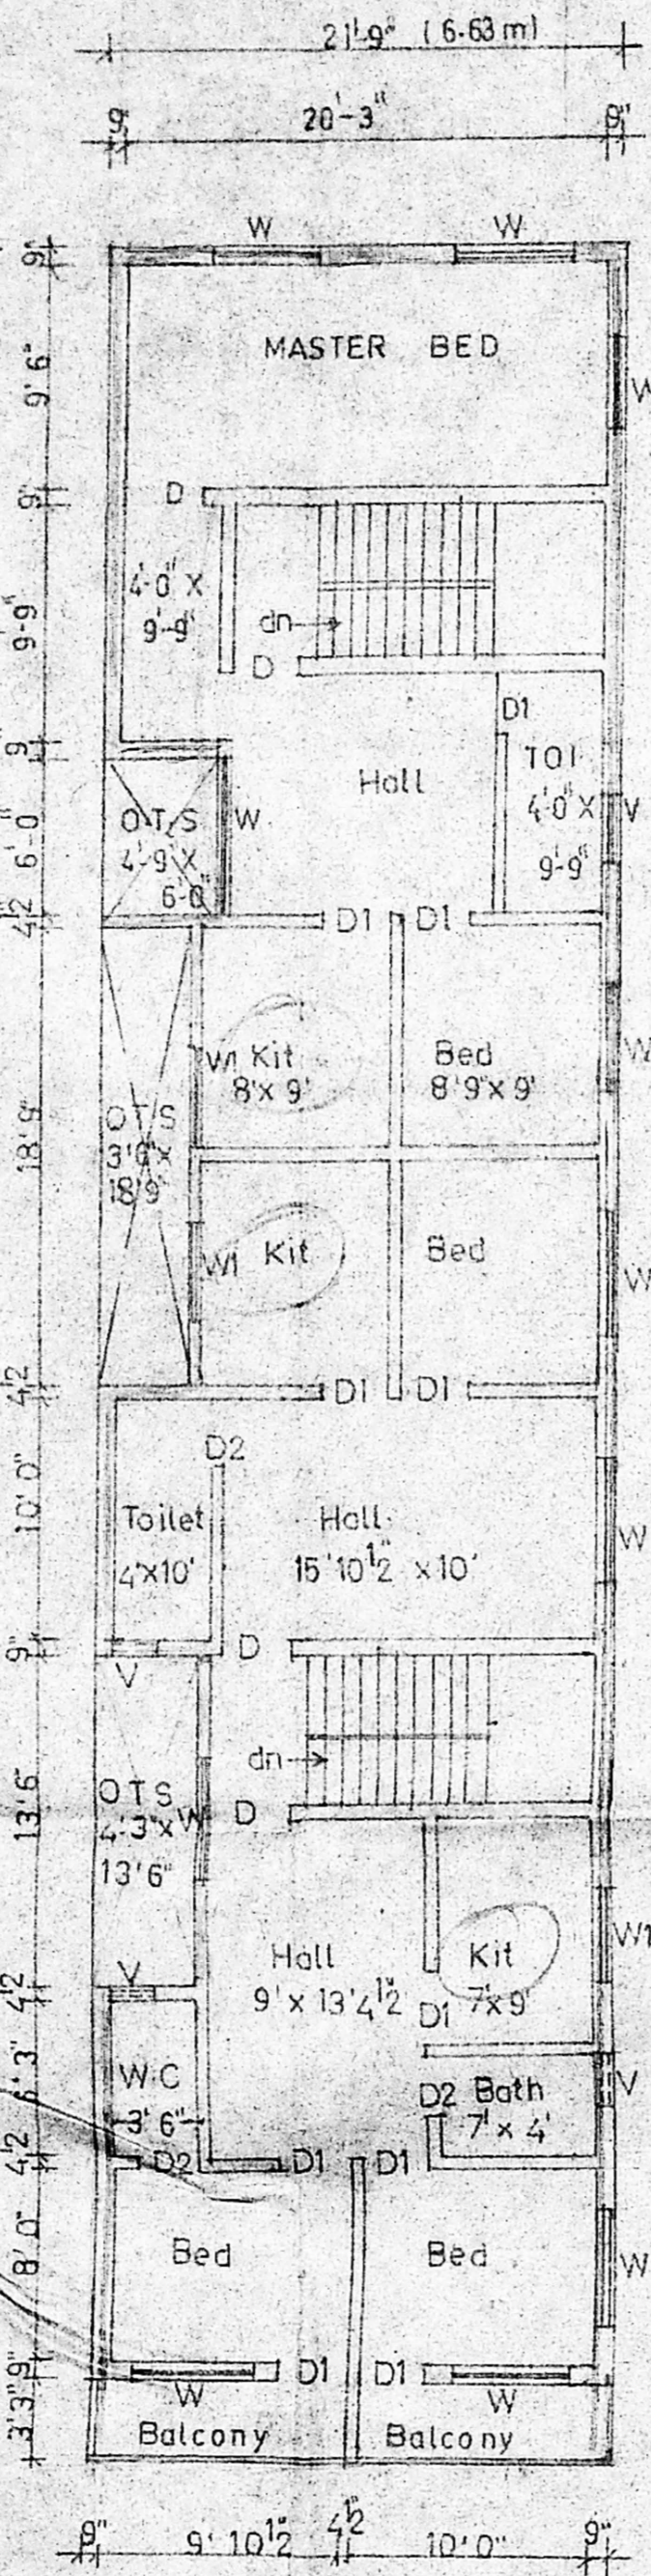 21'-9" (6.63 m)
9" 20'-3" 9"
W W
9"
MASTER BED
9' 6"
W
9" D
4'-0" X
9'-9"
9'-9"
dn
D
D1
9"
Hall
TOI
O.T.S W 4'-0" X V
4'-9" X
6'-0"
9'-9"
6'-0"
4½ D1 D1
W1 Kit Bed W
8' x 9' 8' 9" x 9'
O T S
18'9"
18' 9"
W1 Kit Bed W
4½ D1 D1
D2
10' 0"
Toilet Hall W
4' x 10' 15' 10½" x 10'
9" D
V
dn
O T S
4'-3" x W D
13' 6"
13' 6"
Hall Kit W1
V
4½ 9' x 13' 4½" D1 7' x 9'
W.C D2 Bath V
6' 3"
3' 6" 7' x 4'
4½ D2 D1 D1
8' 0" Bed Bed W
9" D1 D1
W W
3' 3" Balcony Balcony
9" 9' 10½" 4½" 10' 0" 9"